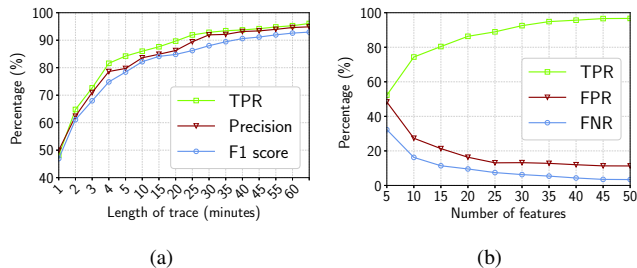 100
90
80
70
60
50
40
Percentage (%)
TPR
Precision
F1 score
1 2 3 4 5 10 15 20 25 30 35 40 45 55 60
Length of trace (minutes)
(a)
100
80
60
40
20
0
Percentage (%)
TPR
FPR
FNR
5 10 15 20 25 30 35 40 45 50
Number of features
(b)